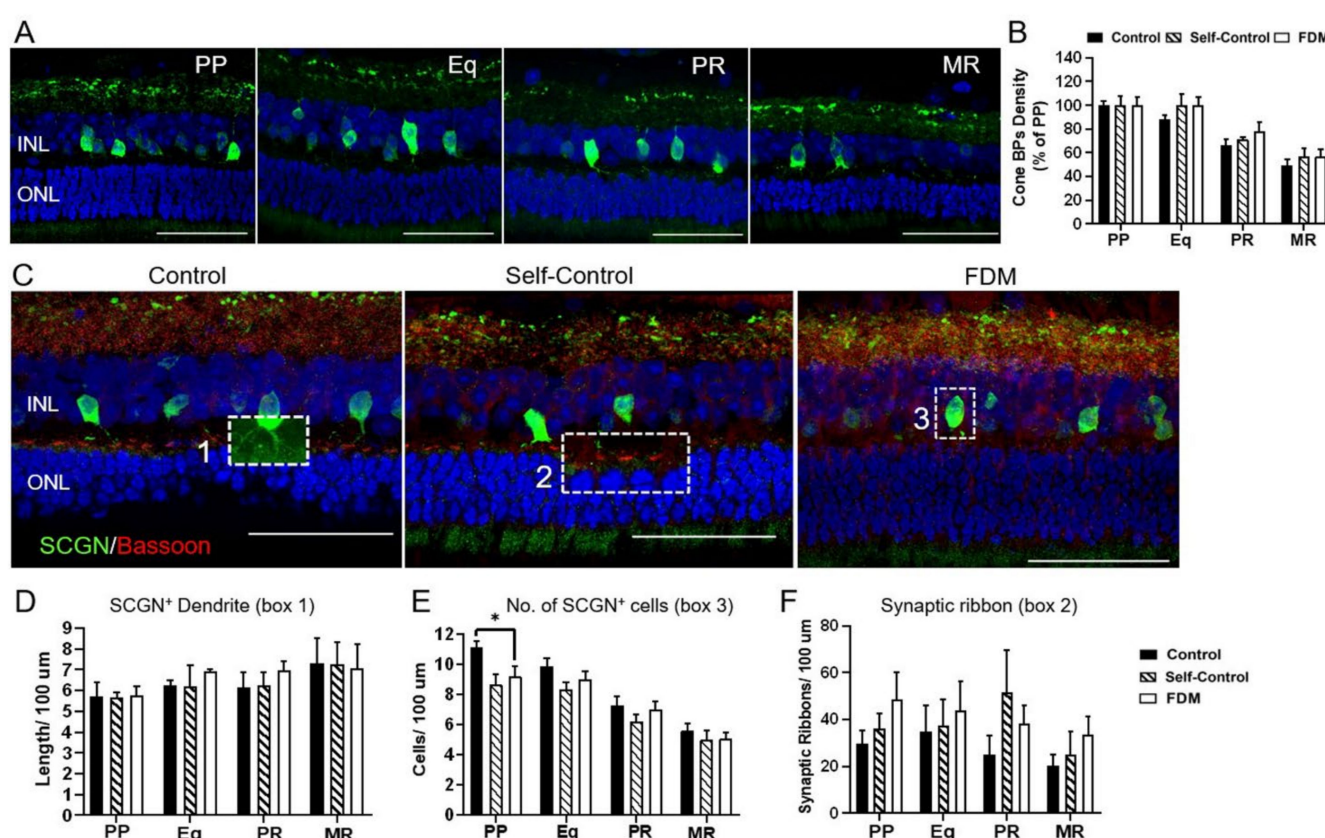 A
PP
Eq
PR
MR
INL
ONL
B
Control Self-Control FDM
Cone BPs Density
(% of PP)
140
120
100
80
60
40
20
0
PP Eq PR MR
C
Control
Self-Control
FDM
INL
ONL
1
2
3
SCGN/Bassoon
D
SCGN+ Dendrite (box 1)
Length/ 100 um
9
8
7
6
5
4
3
2
1
0
PP Eq PR MR
E
No. of SCGN+ cells (box 3)
*
Cells/ 100 um
12
10
8
6
4
2
0
PP Eq PR MR
F
Synaptic ribbon (box 2)
Synaptic Ribbons/ 100 um
80
60
40
20
0
PP Eq PR MR
Control
Self-Control
FDM